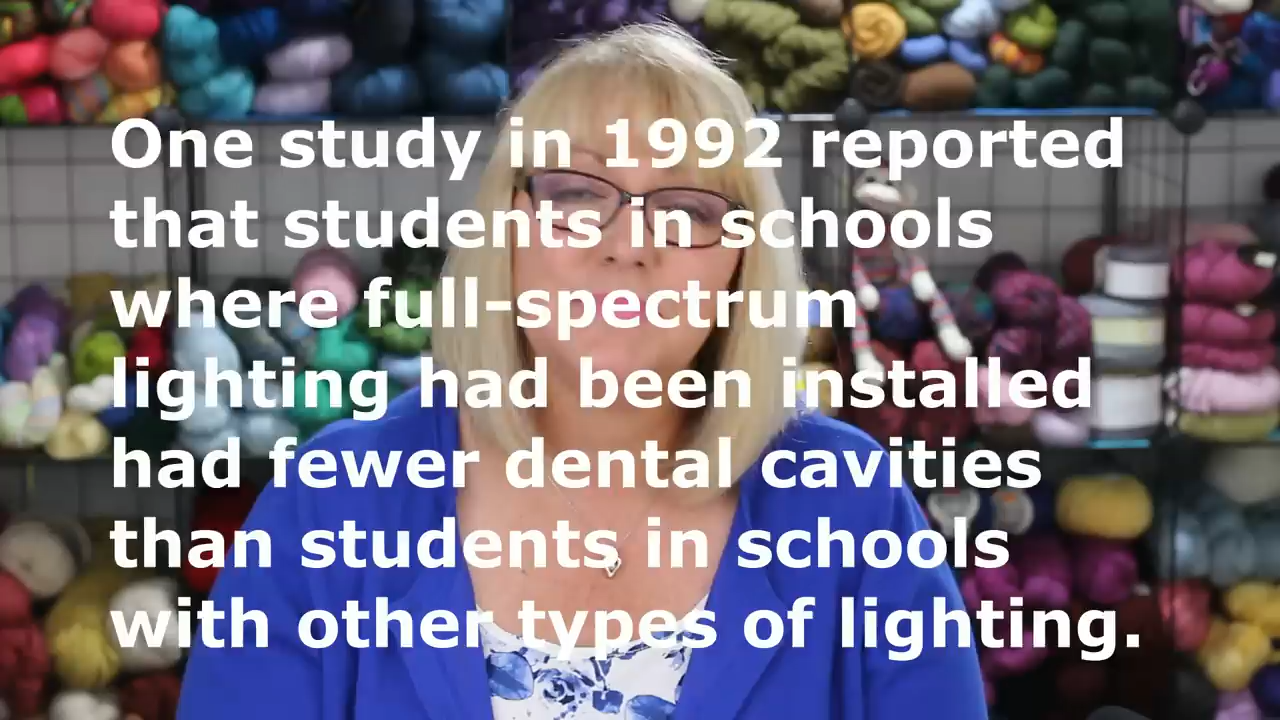 One study in 1992 reported
that students in schools
where full-spectrum
lighting had been installed
had fewer dental cavities
than students in schools
with other types of lighting.